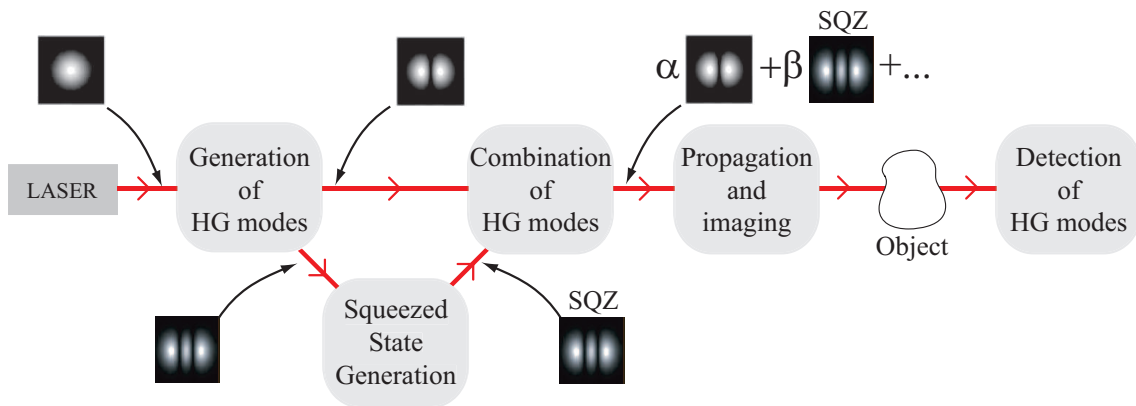 SQZ
α +β +...
LASER
Generation
of
HG modes
Combination
of
HG modes
Propagation
and
imaging
Object
Detection
of
HG modes
Squeezed
State
Generation
SQZ